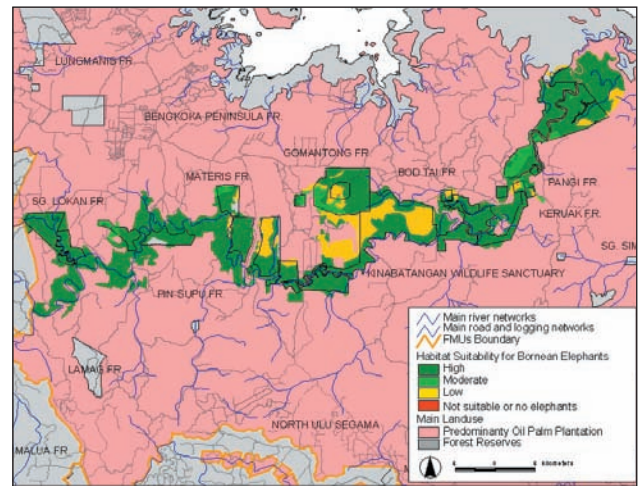 LUNGMANIS FR.
BENGKOKA PENINSULA FR.
GOMANTONG FR.
MATERIS FR.
BOD TAI FR.
SG. LOKAN FR.
PANGI FR.
KERUAK FR.
SG. SIM
KINABATANGAN WILDLIFE SANCTUARY
PIN SUPU FR.
LAMAG FR.
NORTH ULU SEGAMA
MALUA FR.
Main river networks
Main road and logging networks
FMUs Boundary
Habitat Suitability for Bornean Elephants
High
Moderate
Low
Not suitable or no elephants
Main Landuse
Predominanty Oil Palm Plantation
Forest Reserves
kilometers